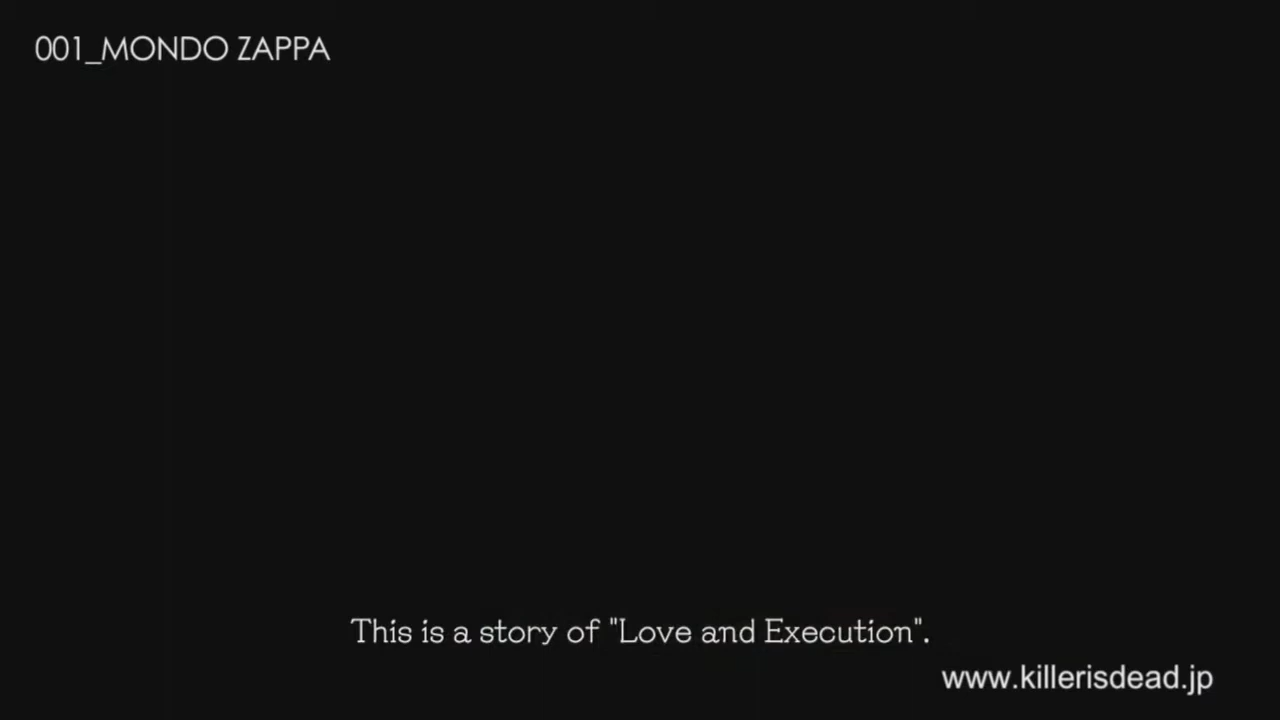 001_MONDO ZAPPA
This is a story of "Love and Execution".
www.killerisdead.jp